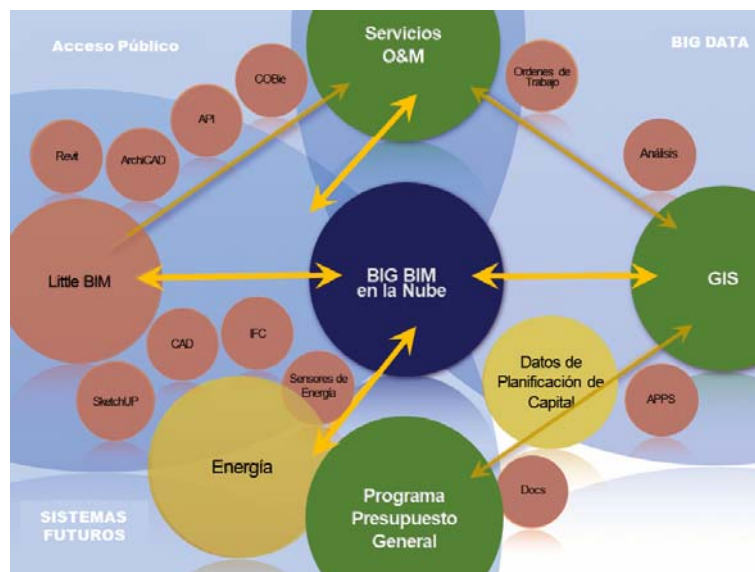 Acceso Público
Servicios
O&M
BIG DATA
COBie
Ordenes de
Trabajo
API
Revit
ArchiCAD
Análisis
Little BIM
BIG BIM
en la Nube
GIS
CAD
IFC
Sensores de
Energía
Datos de
Planificación de
Capital
SketchUP
APPS
Energía
Programa
Presupuesto
General
Docs
SISTEMAS
FUTUROS